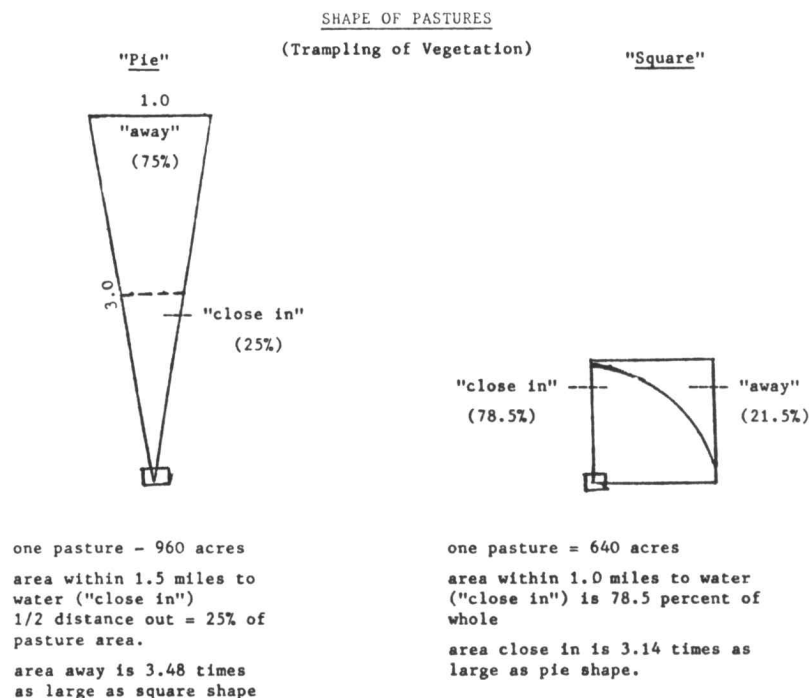 SHAPE OF PASTURES
(Trampling of Vegetation)
"Pie"
1.0
"away"
(75%)
3.0
"close in"
(25%)
one pasture - 960 acres
area within 1.5 miles to
water ("close in")
1/2 distance out = 25% of
pasture area.
area away is 3.48 times
as large as square shape
"Square"
"close in"
(78.5%)
"away"
(21.5%)
one pasture = 640 acres
area within 1.0 miles to water
("close in") is 78.5 percent of
whole
area close in is 3.14 times as
large as pie shape.